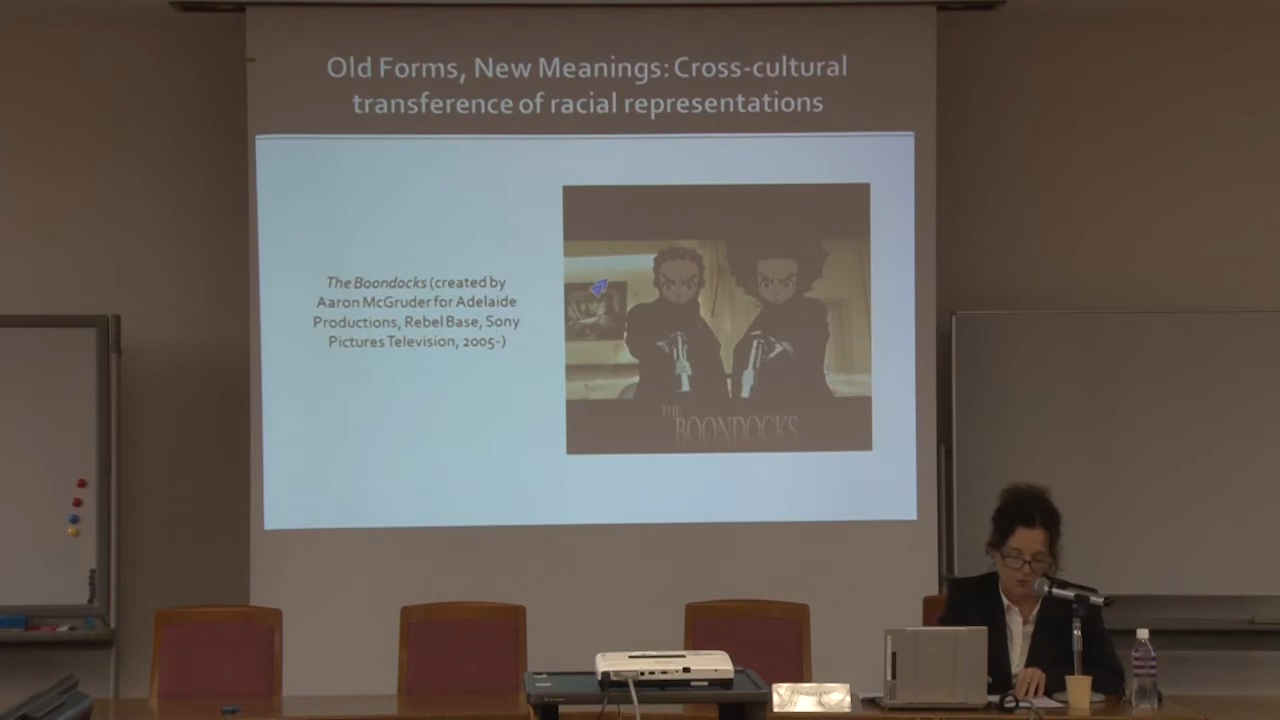 Old Forms, New Meanings: Cross-cultural
transference of racial representations
The Boondocks (created by
Aaron McGruder for Adelaide
Productions, Rebel Base, Sony
Pictures Television, 2005-)
THE
BOONDOCKS